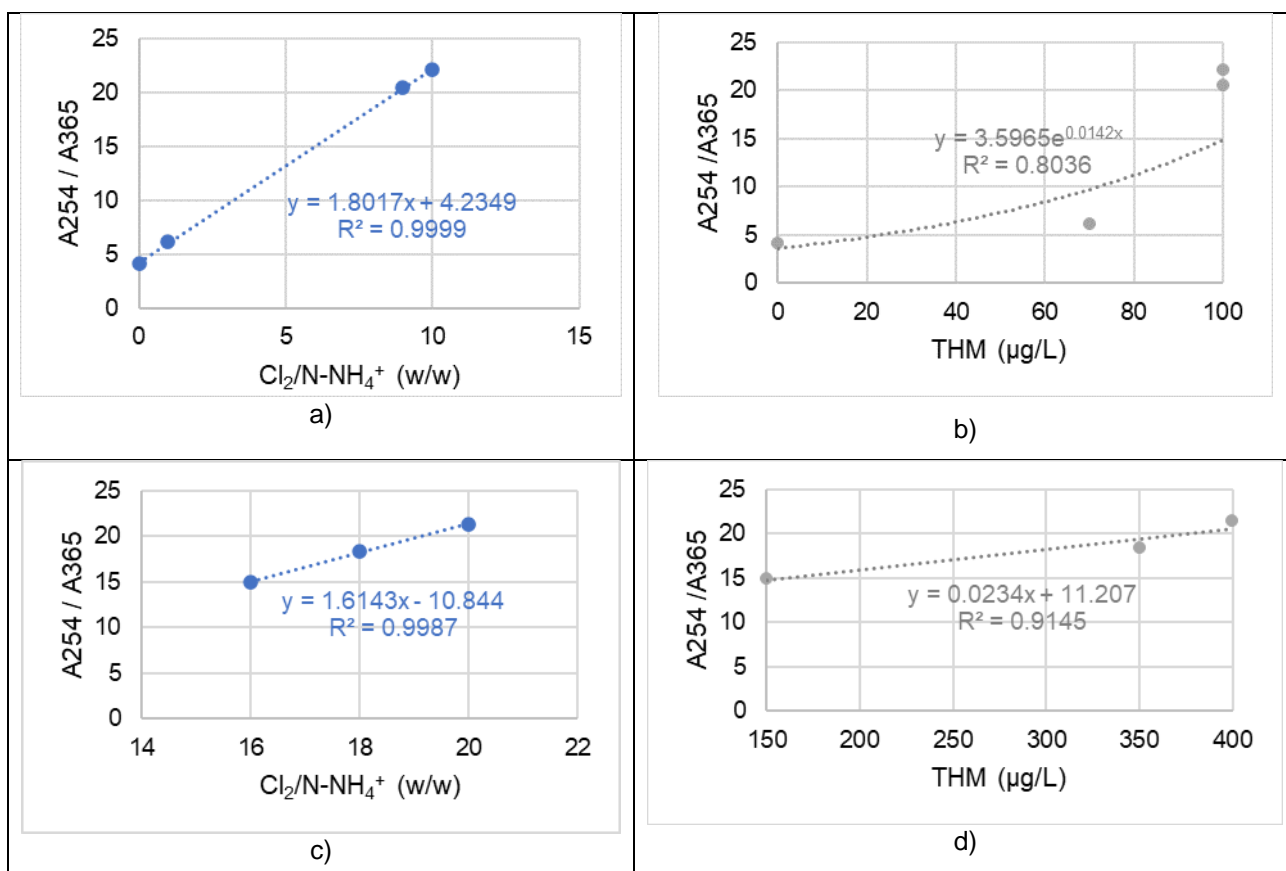 25
20
15
10
5
0
A254 / A365
y = 1.8017x + 4.2349
R² = 0.9999
0 5 10 15
Cl₂/N-NH₄⁺ (w/w)
a)
25
20
15
10
5
0
A254 /A365
y = 3.5965e^0.0142x
R² = 0.8036
0 20 40 60 80 100
THM (µg/L)
b)
25
20
15
10
5
0
A254 / A365
y = 1.6143x - 10.844
R² = 0.9987
14 16 18 20 22
Cl₂/N-NH₄⁺ (w/w)
c)
25
20
15
10
5
0
A254 /A365
y = 0.0234x + 11.207
R² = 0.9145
150 200 250 300 350 400
THM (µg/L)
d)